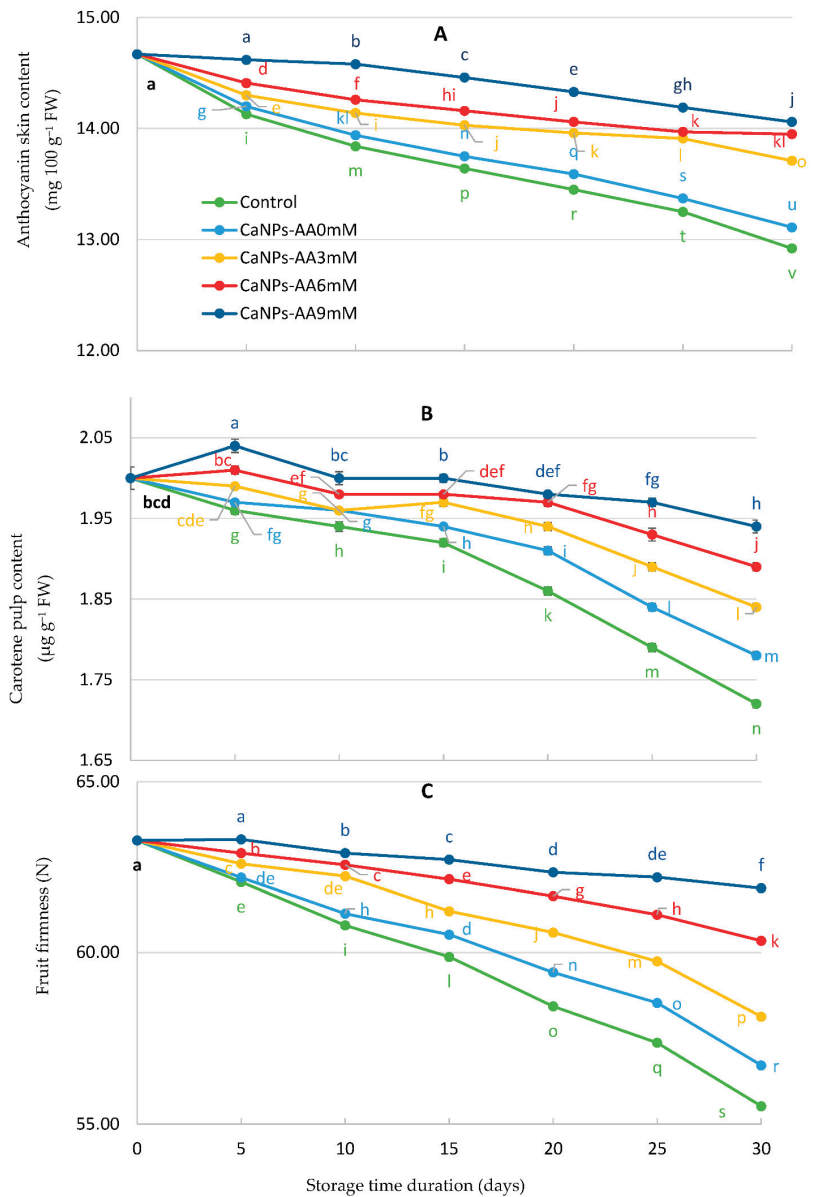 15.00
A
a
b
c
e
gh
j
d
f
hi
j
k
kl
a
g
e
i
kl
i
n
j
q
k
l
o
m
p
r
s
t
u
v
14.00
13.00
12.00
Anthocyanin skin content
(mg 100 g⁻¹ FW)
Control
CaNPs-AA0mM
CaNPs-AA3mM
CaNPs-AA6mM
CaNPs-AA9mM
B
2.05
1.95
1.85
1.75
1.65
a
bc
b
def
fg
h
bc
ef
def
fg
h
j
bcd
cde
g
fg
h
j
l
g
fg
g
h
h
i
i
k
l
m
m
n
Carotene pulp content
(µg g⁻¹ FW)
65.00
C
60.00
55.00
a
b
c
d
de
f
a
b
c
e
g
h
k
c
de
de
h
h
j
m
p
e
i
d
l
n
o
o
q
r
s
Fruit firmness (N)
0 5 10 15 20 25 30
Storage time duration (days)